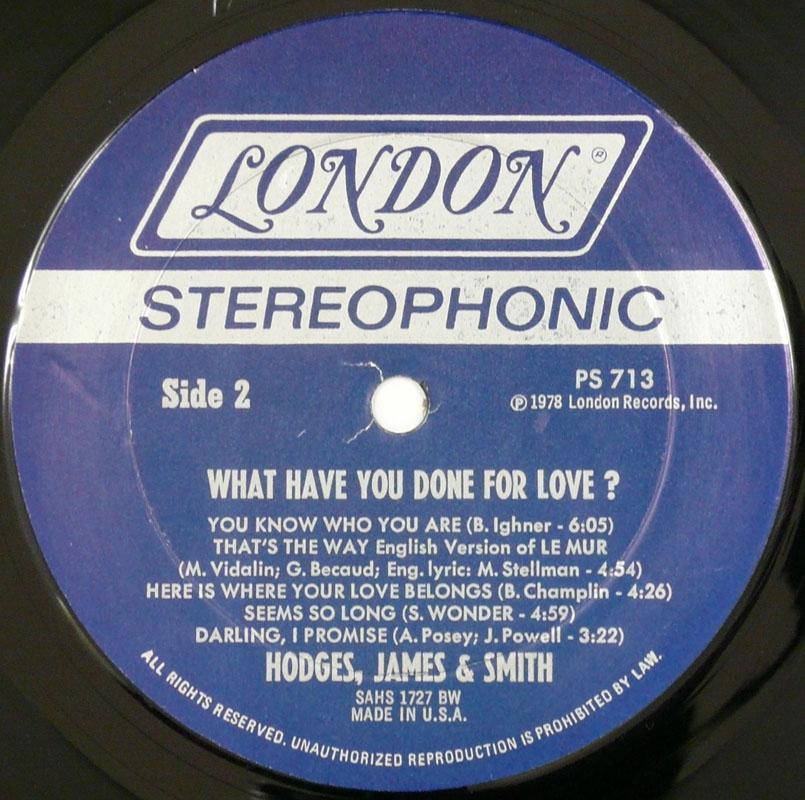 LONDON ®
STEREOPHONIC
Side 2
PS 713
Ⓟ 1978 London Records, Inc.
WHAT HAVE YOU DONE FOR LOVE ?
YOU KNOW WHO YOU ARE (B. Ighner - 6:05)
THAT'S THE WAY English Version of LE MUR
(M. Vidalin; G. Becaud; Eng. lyric: M. Stellman - 4:54)
HERE IS WHERE YOUR LOVE BELONGS (B. Champlin - 4:26)
SEEMS SO LONG (S. WONDER - 4:59)
DARLING, I PROMISE (A. Posey; J. Powell - 3:22)
HODGES, JAMES & SMITH
SAHS 1727 BW
MADE IN U.S.A.
ALL RIGHTS RESERVED. UNAUTHORIZED REPRODUCTION IS PROHIBITED BY LAW.